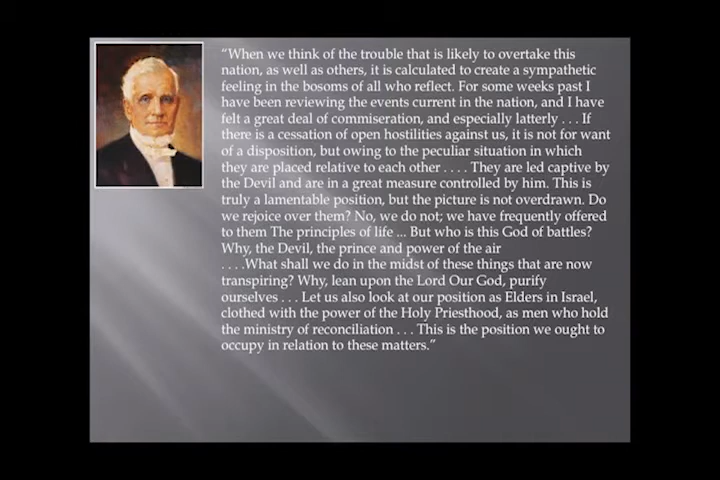 “When we think of the trouble that is likely to overtake this
nation, as well as others, it is calculated to create a sympathetic
feeling in the bosoms of all who reflect. For some weeks past I
have been reviewing the events current in the nation, and I have
felt a great deal of commiseration, and especially latterly . . . If
there is a cessation of open hostilities against us, it is not for want
of a disposition, but owing to the peculiar situation in which
they are placed relative to each other . . . . They are led captive by
the Devil and are in a great measure controlled by him. This is
truly a lamentable position, but the picture is not overdrawn. Do
we rejoice over them? No, we do not; we have frequently offered
to them The principles of life ... But who is this God of battles?
Why, the Devil, the prince and power of the air
. . . .What shall we do in the midst of these things that are now
transpiring? Why, lean upon the Lord Our God, purify
ourselves . . . Let us also look at our position as Elders in Israel,
clothed with the power of the Holy Priesthood, as men who hold
the ministry of reconciliation . . . This is the position we ought to
occupy in relation to these matters.”